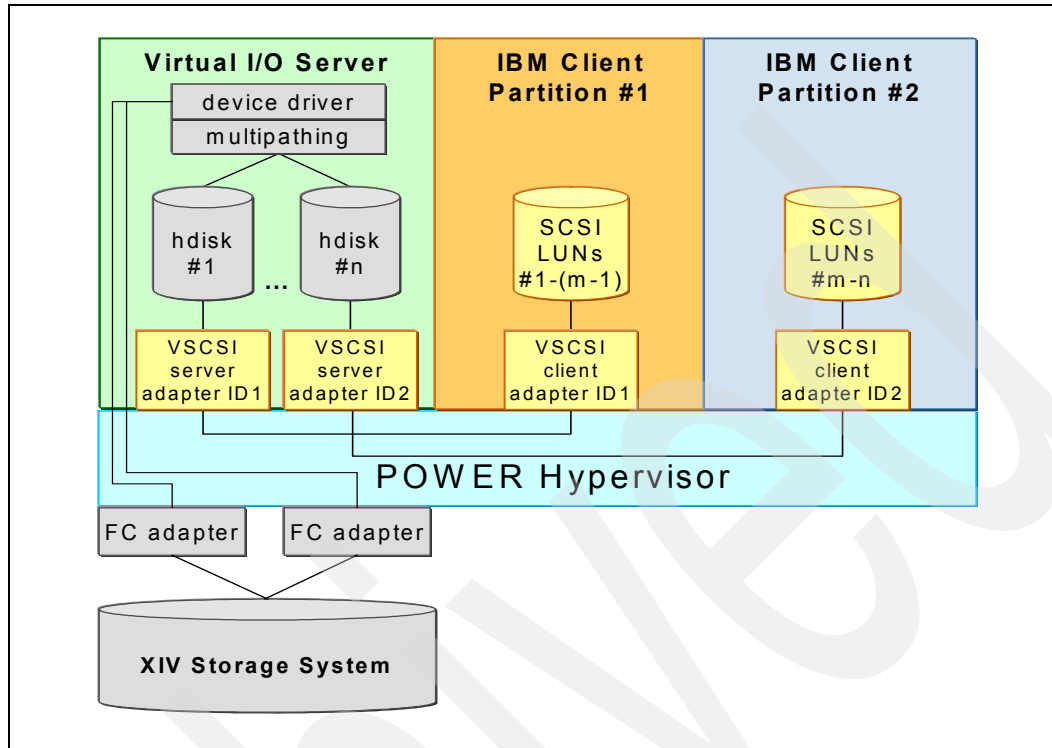 Virtual I/O Server
device driver
multipathing
hdisk
#1
...
hdisk
#n
VSCSI
server
adapter ID1
VSCSI
server
adapter ID2
IBM Client
Partition #1
SCSI
LUNs
#1-(m-1)
VSCSI
client
adapter ID1
IBM Client
Partition #2
SCSI
LUNs
#m-n
VSCSI
client
adapter ID2
POWER Hypervisor
FC adapter
FC adapter
XIV Storage System